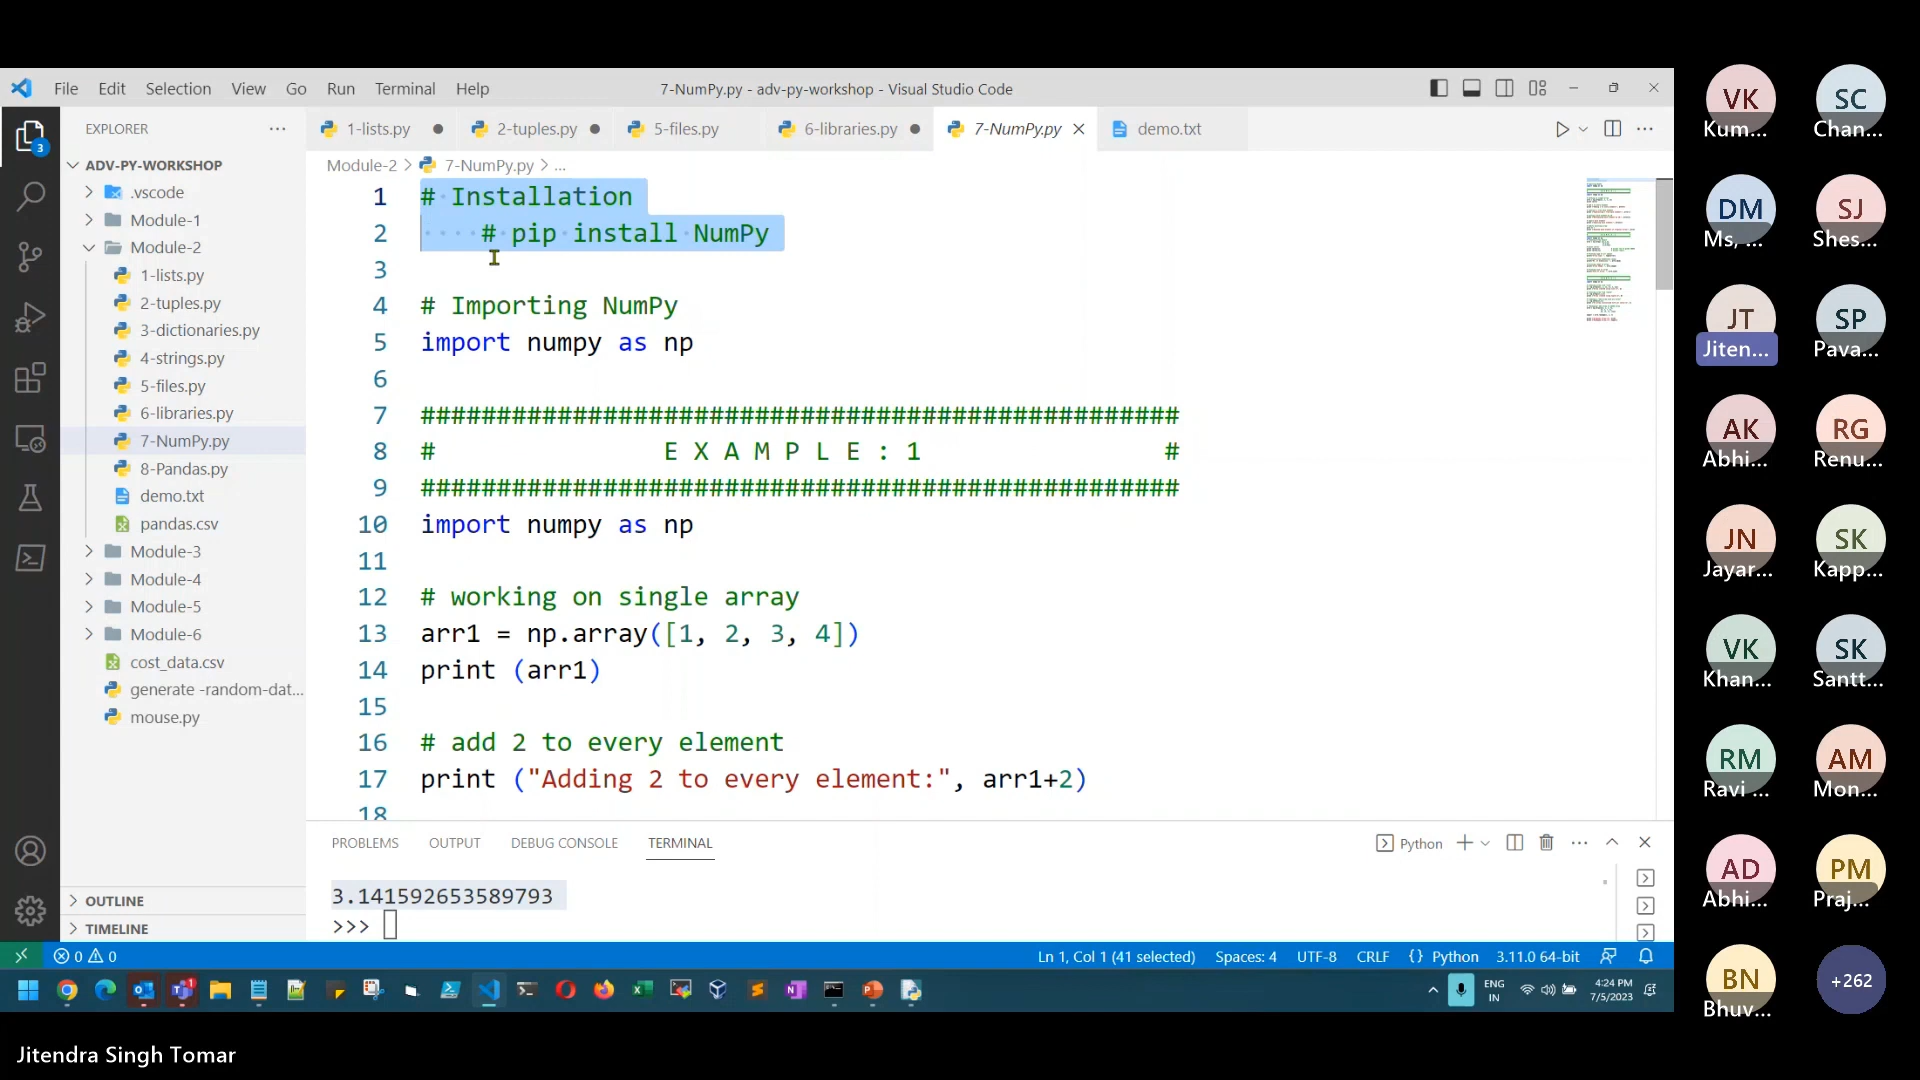 File Edit Selection View Go Run Terminal Help
7-NumPy.py - adv-py-workshop - Visual Studio Code
EXPLORER
1-lists.py
2-tuples.py
5-files.py
6-libraries.py
7-NumPy.py
demo.txt
3
ADV-PY-WORKSHOP
.vscode
Module-1
Module-2
1-lists.py
2-tuples.py
3-dictionaries.py
4-strings.py
5-files.py
6-libraries.py
7-NumPy.py
8-Pandas.py
demo.txt
pandas.csv
Module-3
Module-4
Module-5
Module-6
cost_data.csv
generate -random-dat...
mouse.py
OUTLINE
TIMELINE
Module-2 > 7-NumPy.py > ...
1 # Installation
2 # pip install NumPy
3
4 # Importing NumPy
5 import numpy as np
6
7 ##################################################
8 # E X A M P L E : 1 #
9 ##################################################
10 import numpy as np
11
12 # working on single array
13 arr1 = np.array([1, 2, 3, 4])
14 print (arr1)
15
16 # add 2 to every element
17 print ("Adding 2 to every element:", arr1+2)
18
PROBLEMS OUTPUT DEBUG CONSOLE TERMINAL
Python
3.141592653589793
>>>
0 0
Ln 1, Col 1 (41 selected) Spaces: 4 UTF-8 CRLF {} Python 3.11.0 64-bit
1
ENG
IN
4:24 PM
7/5/2023
VK
Kum...
SC
Chan...
DM
Ms, ...
SJ
Shes...
JT
Jiten...
SP
Pava...
AK
Abhi...
RG
Renu...
JN
Jayar...
SK
Kapp...
VK
Khan...
SK
Santt...
RM
Ravi ...
AM
Mon...
AD
Abhi...
PM
Praj...
BN
Bhuv...
+262
Jitendra Singh Tomar